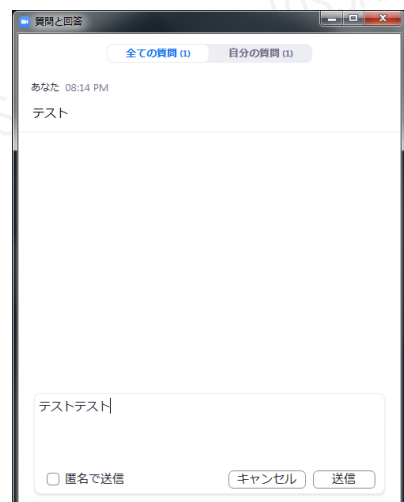 質問と回答
全ての質問 (1) 自分の質問 (1)
あなた 08:14 PM
テスト
テストテスト
匿名で送信 キャンセル 送信